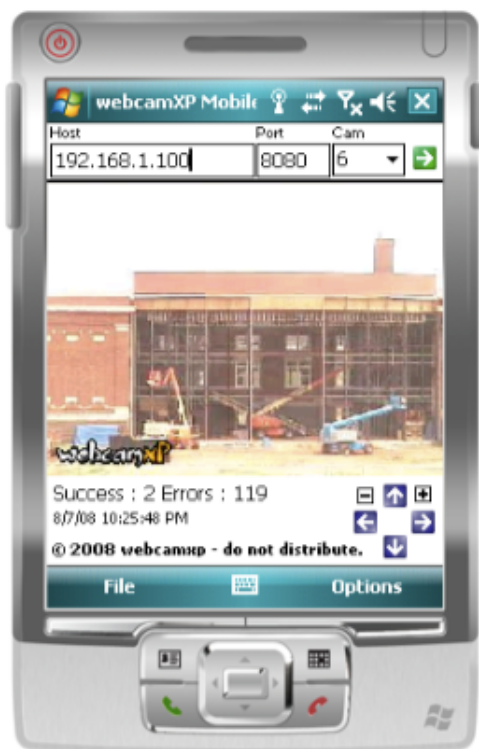 webcamXP Mobile
Host Port Cam
192.168.1.100 8080 6
webcamXP
Success : 2 Errors : 119
8/7/08 10:25:48 PM
© 2008 webcamxp - do not distribute.
File Options